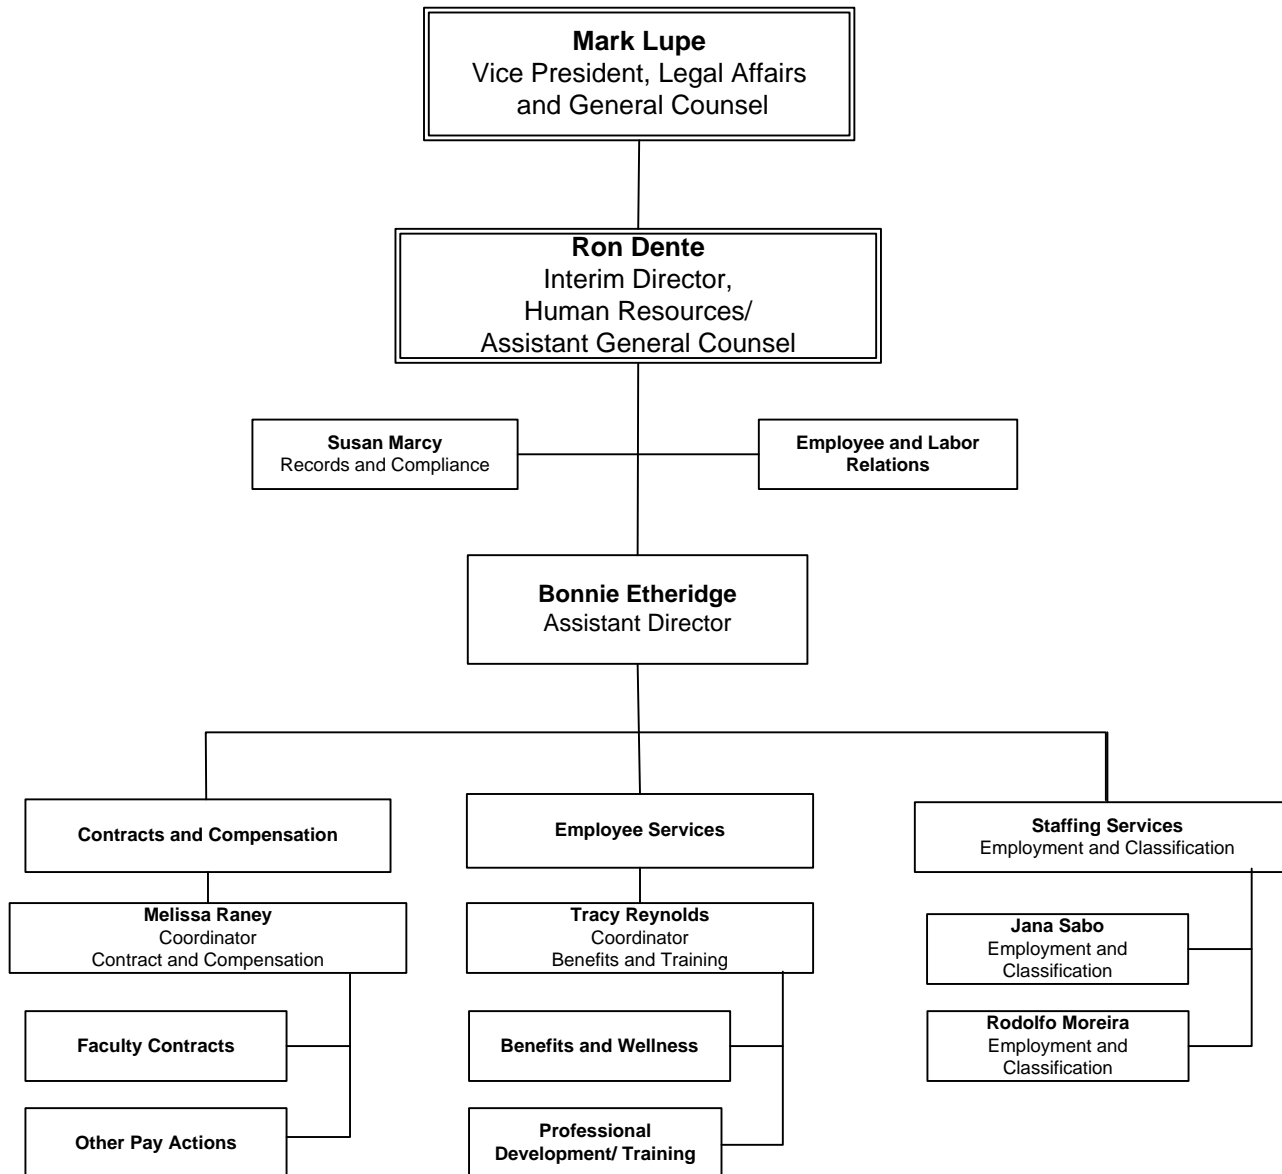 Mark Lupe
Vice President, Legal Affairs
and General Counsel
Ron Dente
Interim Director,
Human Resources/
Assistant General Counsel
Susan Marcy
Records and Compliance
Employee and Labor
Relations
Bonnie Etheridge
Assistant Director
Contracts and Compensation
Employee Services
Staffing Services
Employment and Classification
Melissa Raney
Coordinator
Contract and Compensation
Tracy Reynolds
Coordinator
Benefits and Training
Jana Sabo
Employment and
Classification
Faculty Contracts
Benefits and Wellness
Rodolfo Moreira
Employment and
Classification
Other Pay Actions
Professional
Development/ Training